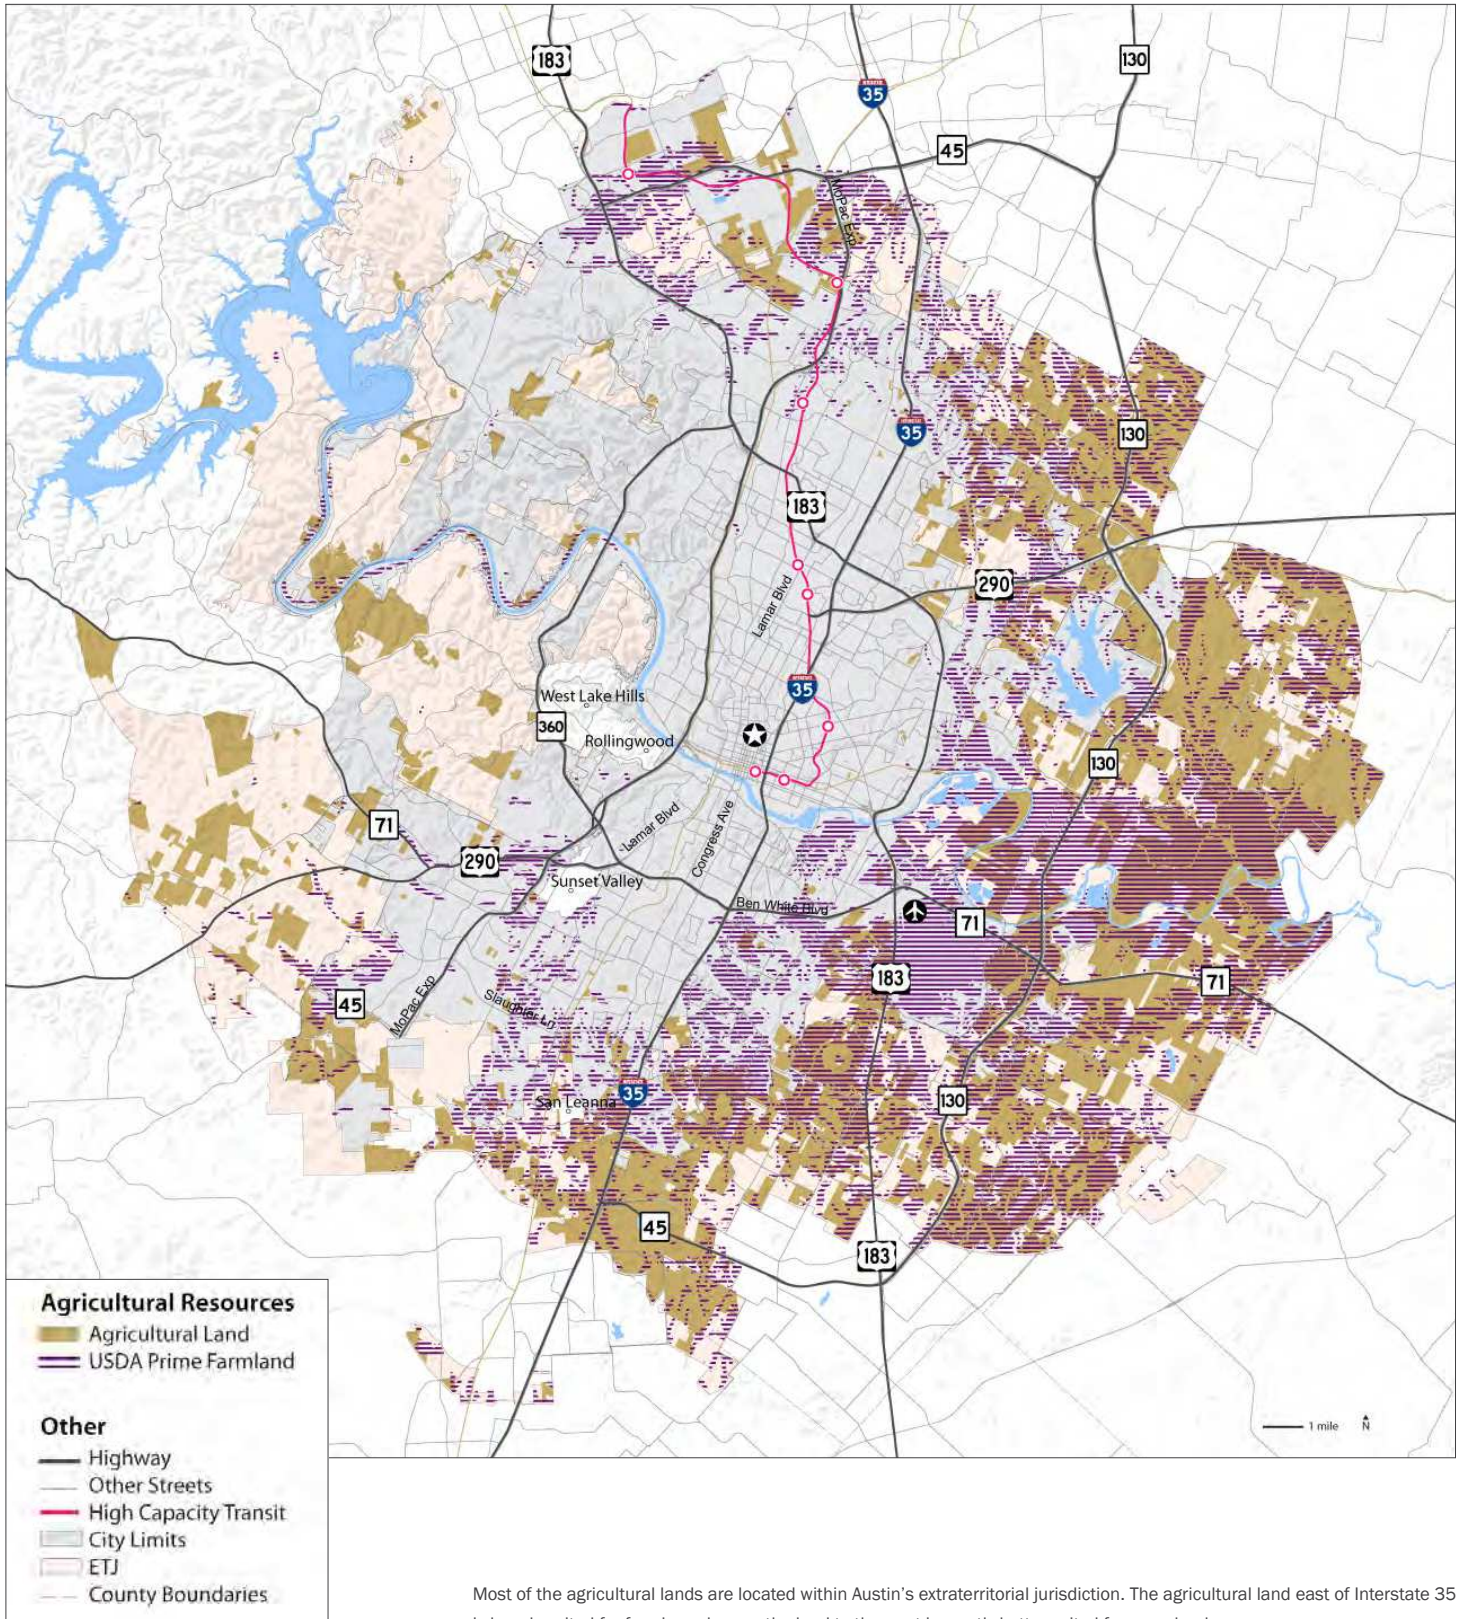 183
35
130
45
MoPac Exp
35
130
183
290
Lamar Blvd
West Lake Hills
360
35
Rollingwood
130
71
Lamar Blvd
Congress Ave
290
Sunset Valley
Ben White Blvd
71
183
71
45
MoPac Exp
Slaughter Ln
35
San Leanna
130
45
183
Agricultural Resources
Agricultural Land
USDA Prime Farmland
Other
Highway
Other Streets
High Capacity Transit
City Limits
ETJ
County Boundaries
1 mile
N
Most of the agricultural lands are located within Austin’s extraterritorial jurisdiction. The agricultural land east of Interstate 35